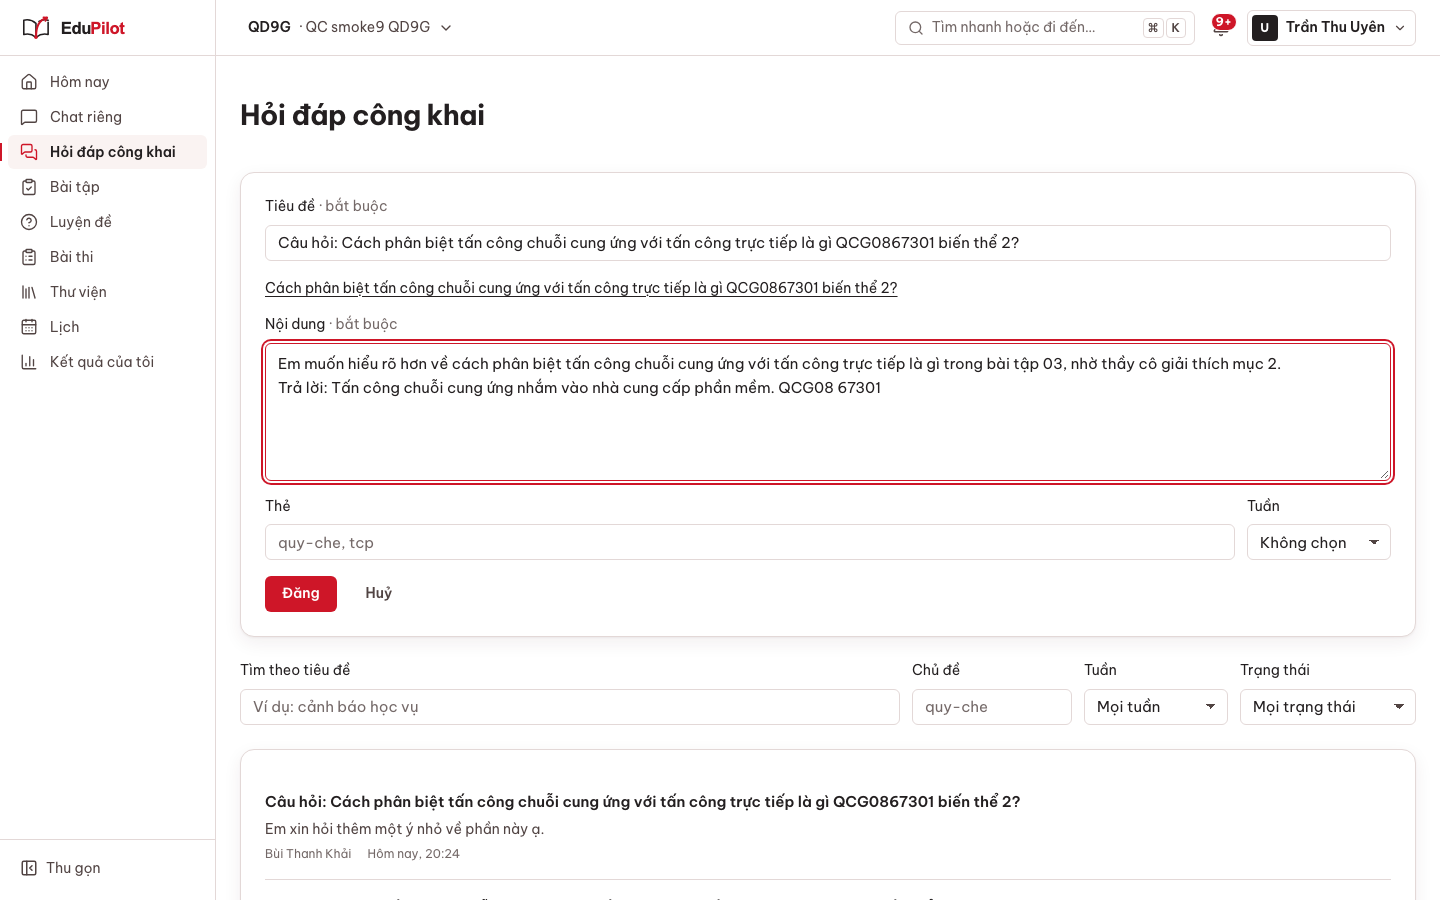 EduPilot
QD9G · QC smoke9 QD9G
Tìm nhanh hoặc đi đến...
⌘ K
9+
U Trần Thu Uyên
Hôm nay
Chat riêng
Hỏi đáp công khai
Bài tập
Luyện đề
Bài thi
Thư viện
Lịch
Kết quả của tôi
Thu gọn
Hỏi đáp công khai
Tiêu đề · bắt buộc
Câu hỏi: Cách phân biệt tấn công chuỗi cung ứng với tấn công trực tiếp là gì QCG0867301 biến thể 2?
Cách phân biệt tấn công chuỗi cung ứng với tấn công trực tiếp là gì QCG0867301 biến thể 2?
Nội dung · bắt buộc
Em muốn hiểu rõ hơn về cách phân biệt tấn công chuỗi cung ứng với tấn công trực tiếp là gì trong bài tập 03, nhờ thầy cô giải thích mục 2.
Trả lời: Tấn công chuỗi cung ứng nhắm vào nhà cung cấp phần mềm. QCG08 67301
Thẻ
Tuần
quy-che, tcp
Không chọn
Đăng
Huỷ
Tìm theo tiêu đề
Chủ đề
Tuần
Trạng thái
Ví dụ: cảnh báo học vụ
quy-che
Mọi tuần
Mọi trạng thái
Câu hỏi: Cách phân biệt tấn công chuỗi cung ứng với tấn công trực tiếp là gì QCG0867301 biến thể 2?
Em xin hỏi thêm một ý nhỏ về phần này ạ.
Bùi Thanh Khải Hôm nay, 20:24